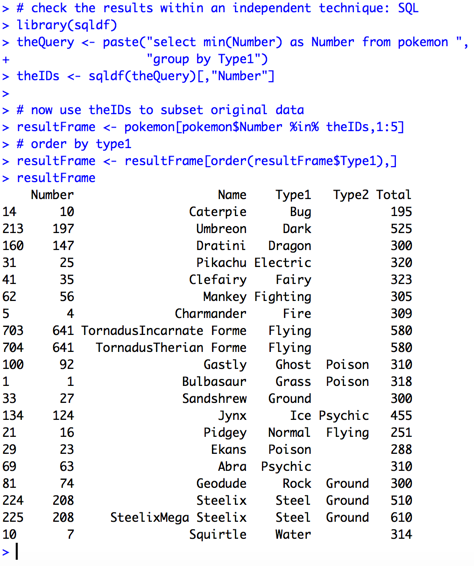 > # check the results within an independent technique: SQL
> library(sqldf)
> theQuery <- paste("select min(Number) as Number from pokemon ",
+                   "group by Type1")
> theIDs <- sqldf(theQuery)[,"Number"]
>
> # now use theIDs to subset original data
> resultFrame <- pokemon[pokemon$Number %in% theIDs,1:5]
> # order by type1
> resultFrame <- resultFrame[order(resultFrame$Type1),]
> resultFrame
    Number                    Name    Type1   Type2 Total
14      10                Caterpie      Bug           195
213    197                 Umbreon     Dark           525
160    147                 Dratini   Dragon           300
31      25                 Pikachu Electric           320
41      35                Clefairy    Fairy           323
62      56                  Mankey Fighting           305
5        4              Charmander     Fire           309
703    641 TornadusIncarnate Forme   Flying           580
704    641   TornadusTherian Forme   Flying           580
100     92                  Gastly    Ghost  Poison   310
1        1               Bulbasaur    Grass  Poison   318
33      27               Sandshrew   Ground           300
134    124                    Jynx      Ice Psychic   455
21      16                  Pidgey   Normal  Flying   251
29      23                   Ekans   Poison           288
69      63                    Abra  Psychic           310
81      74                 Geodude     Rock  Ground   300
224    208                 Steelix    Steel  Ground   510
225    208     SteelixMega Steelix    Steel  Ground   610
10       7                Squirtle    Water           314
>